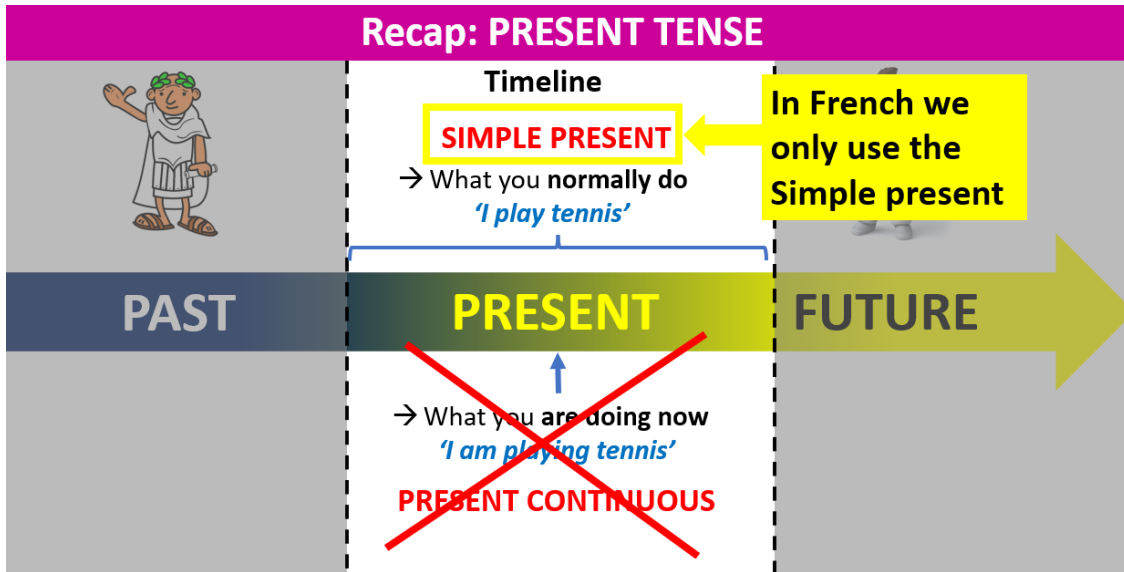 Recap: PRESENT TENSE
Timeline
SIMPLE PRESENT
→ What you normally do
‘I play tennis’
In French we
only use the
Simple present
PAST
PRESENT
FUTURE
→ What you are doing now
‘I am playing tennis’
PRESENT CONTINUOUS